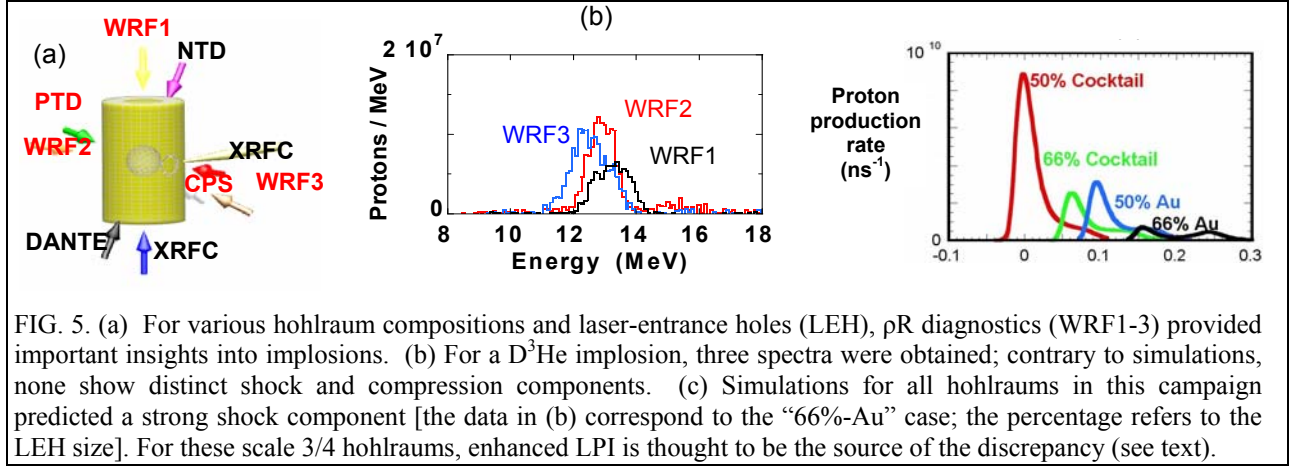 (a)
WRF1
NTD
PTD
WRF2
XRFC
CPS
WRF3
DANTE
XRFC
(b)
2 10^7
Protons / MeV
0
WRF3
WRF2
WRF1
8 10 12 14 16 18
Energy (MeV)
10^10
Proton
production
rate
(ns^-1)
0
50% Cocktail
66% Cocktail
50% Au
66% Au
-0.1 0 0.1 0.2 0.3
FIG. 5. (a) For various hohlraum compositions and laser-entrance holes (LEH), ρR diagnostics (WRF1-3) provided
important insights into implosions. (b) For a D³He implosion, three spectra were obtained; contrary to simulations,
none show distinct shock and compression components. (c) Simulations for all hohlraums in this campaign
predicted a strong shock component [the data in (b) correspond to the “66%-Au” case; the percentage refers to the
LEH size]. For these scale 3/4 hohlraums, enhanced LPI is thought to be the source of the discrepancy (see text).